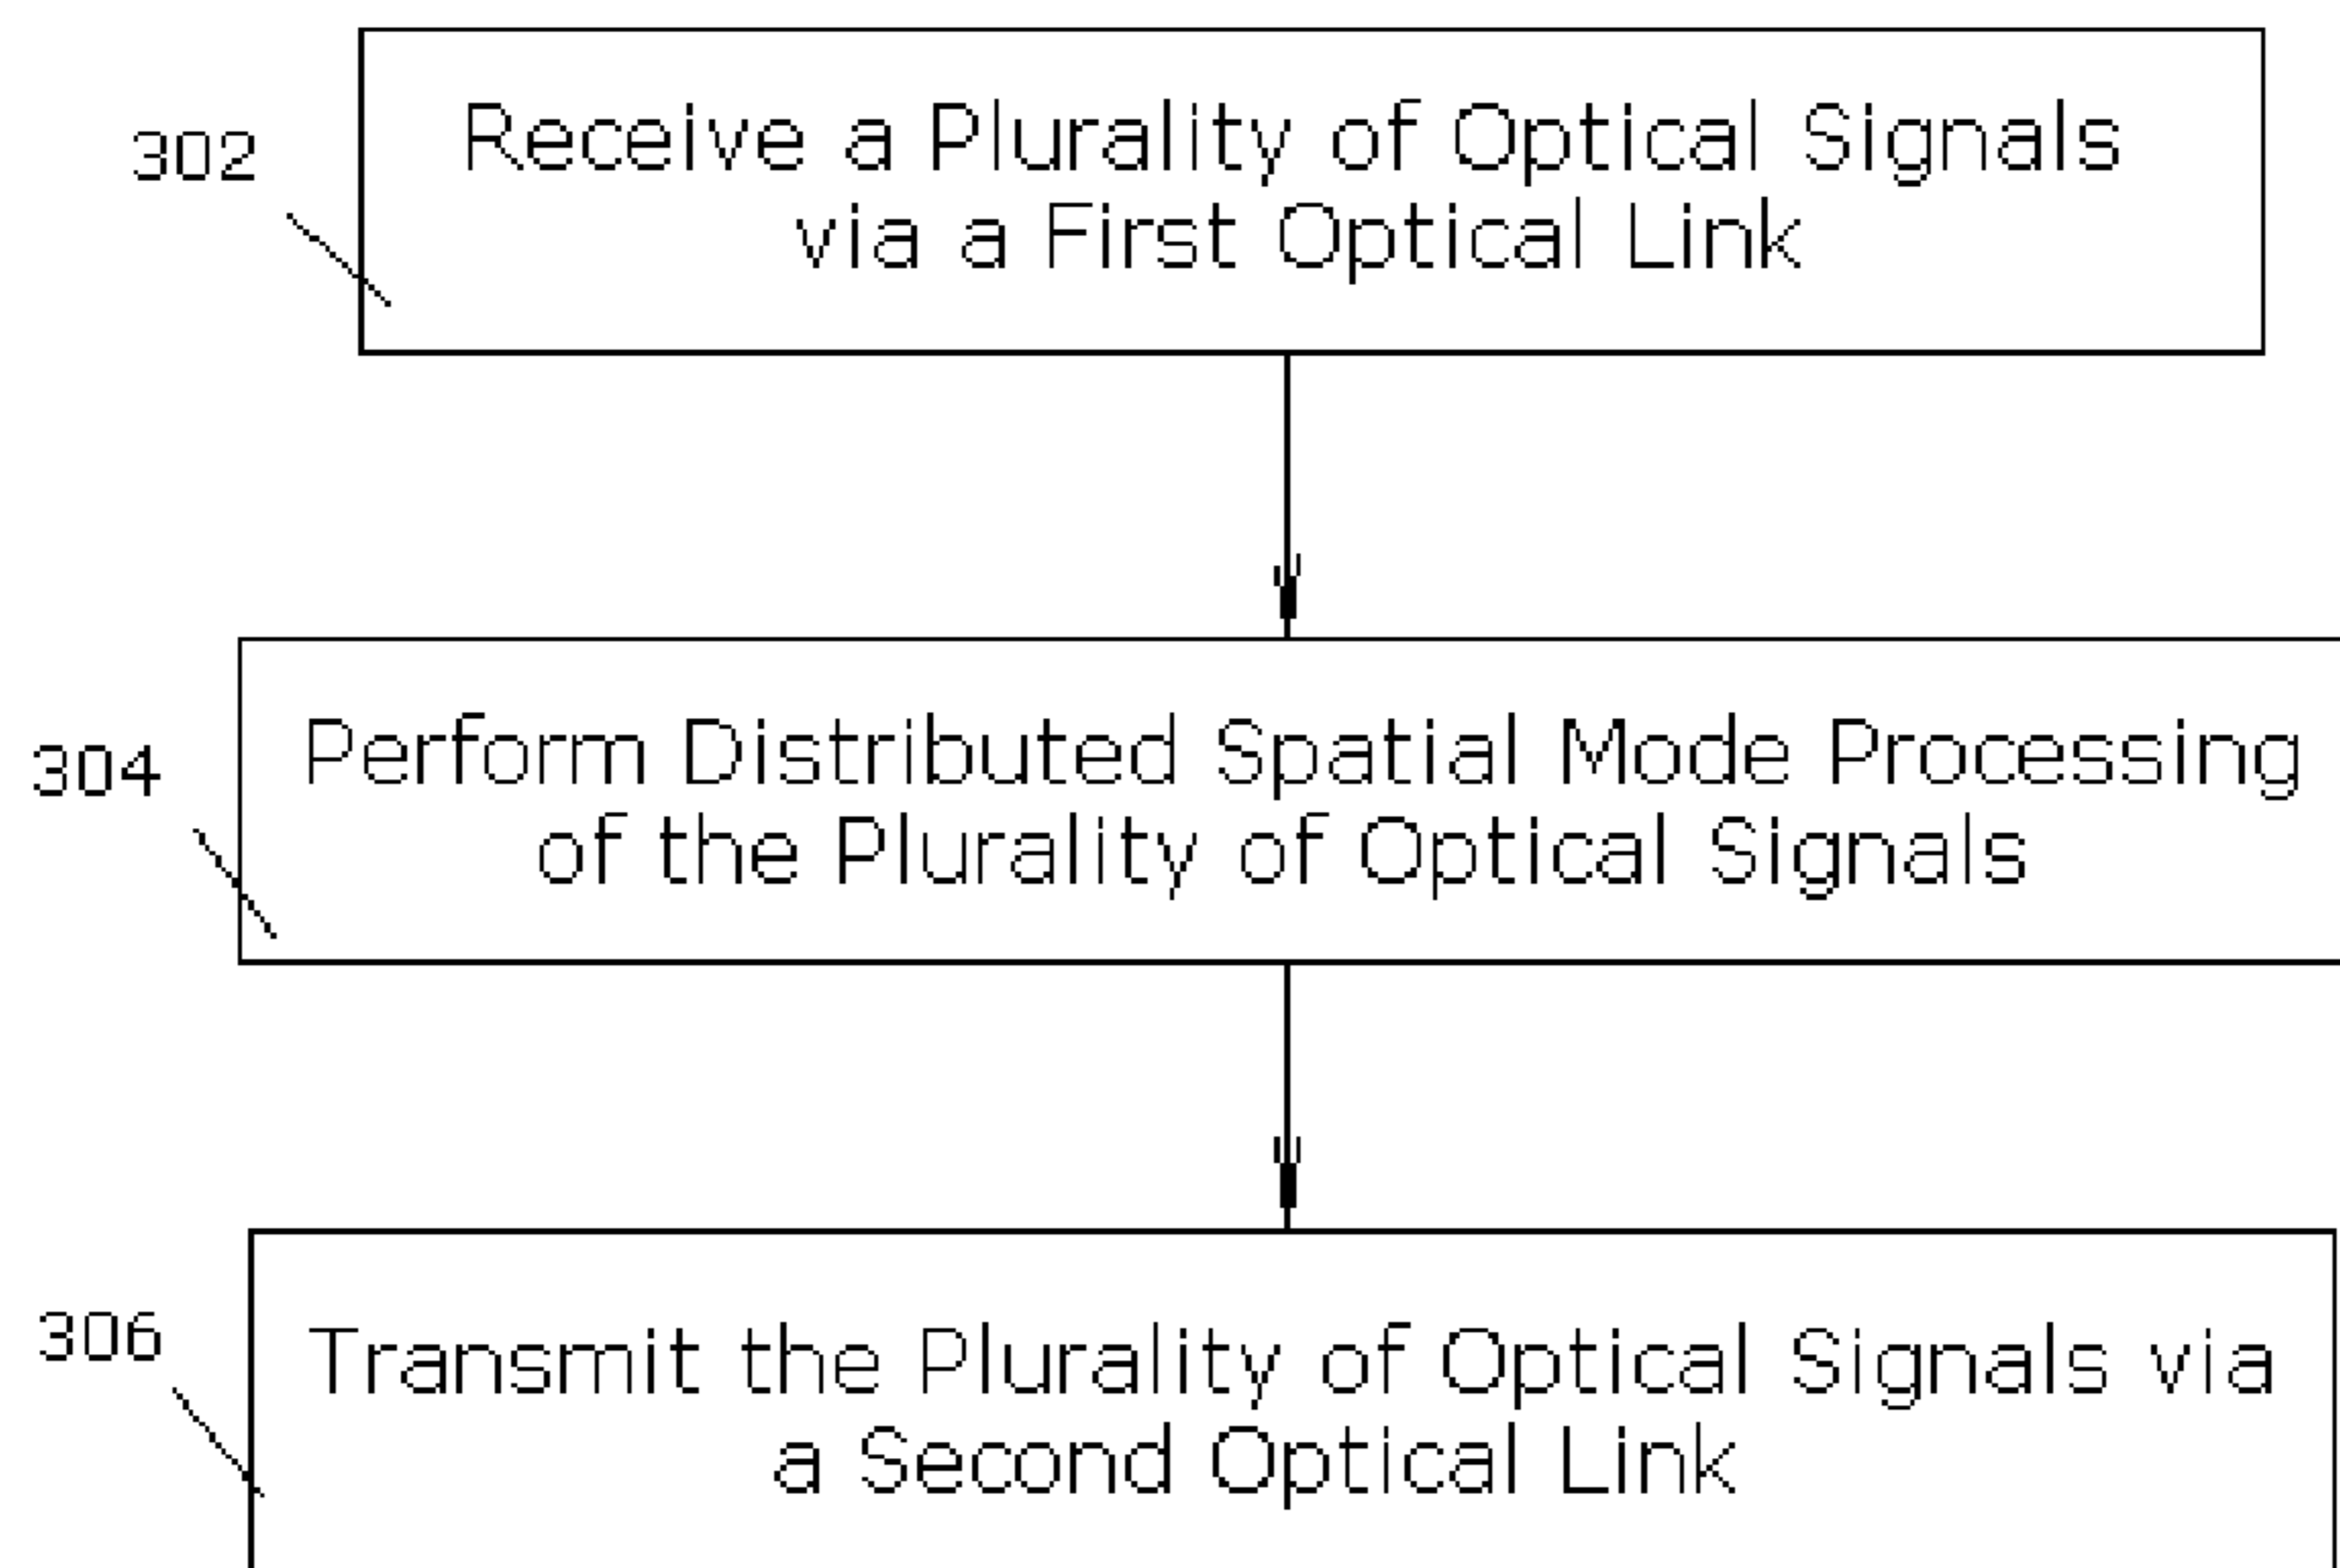 302
Receive a Plurality of Optical Signals
via a First Optical Link
304
Perform Distributed Spatial Mode Processing
of the Plurality of Optical Signals
306
Transmit the Plurality of Optical Signals via
a Second Optical Link